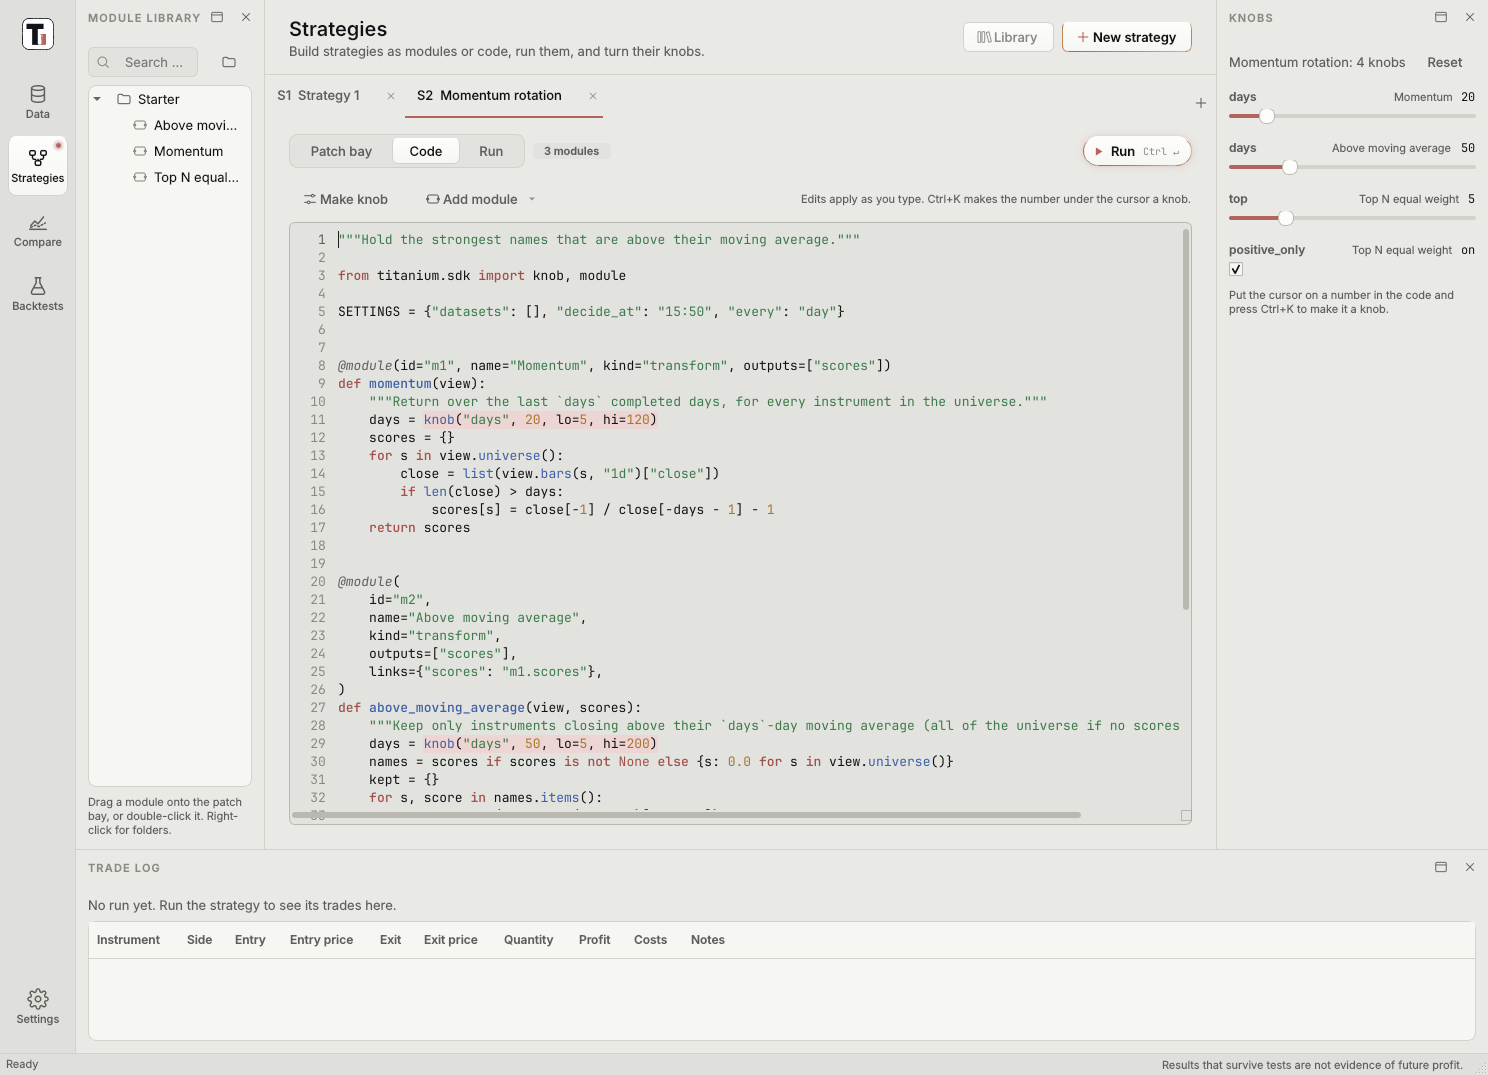 Ti
Data
Strategies
Compare
Backtests
Settings
MODULE LIBRARY
Search ...
Starter
Above movi...
Momentum
Top N equal...
Drag a module onto the patch
bay, or double-click it. Right-
click for folders.
Strategies
Build strategies as modules or code, run them, and turn their knobs.
Library
New strategy
S1 Strategy 1
S2 Momentum rotation
Patch bay
Code
Run
3 modules
Run Ctrl ↵
Make knob
Add module
Edits apply as you type. Ctrl+K makes the number under the cursor a knob.
1 """Hold the strongest names that are above their moving average."""
2
3 from titanium.sdk import knob, module
4
5 SETTINGS = {"datasets": [], "decide_at": "15:50", "every": "day"}
6
7
8 @module(id="m1", name="Momentum", kind="transform", outputs=["scores"])
9 def momentum(view):
10     """Return over the last `days` completed days, for every instrument in the universe."""
11     days = knob("days", 20, lo=5, hi=120)
12     scores = {}
13     for s in view.universe():
14         close = list(view.bars(s, "1d")["close"])
15         if len(close) > days:
16             scores[s] = close[-1] / close[-days - 1] - 1
17     return scores
18
19
20 @module(
21     id="m2",
22     name="Above moving average",
23     kind="transform",
24     outputs=["scores"],
25     links={"scores": "m1.scores"},
26 )
27 def above_moving_average(view, scores):
28     """Keep only instruments closing above their `days`-day moving average (all of the universe if no scores
29     days = knob("days", 50, lo=5, hi=200)
30     names = scores if scores is not None else {s: 0.0 for s in view.universe()}
31     kept = {}
32     for s, score in names.items():
KNOBS
Momentum rotation: 4 knobs
Reset
days Momentum 20
days Above moving average 50
top Top N equal weight 5
positive_only Top N equal weight on
Put the cursor on a number in the code and
press Ctrl+K to make it a knob.
TRADE LOG
No run yet. Run the strategy to see its trades here.
Instrument Side Entry Entry price Exit Exit price Quantity Profit Costs Notes
Ready
Results that survive tests are not evidence of future profit.